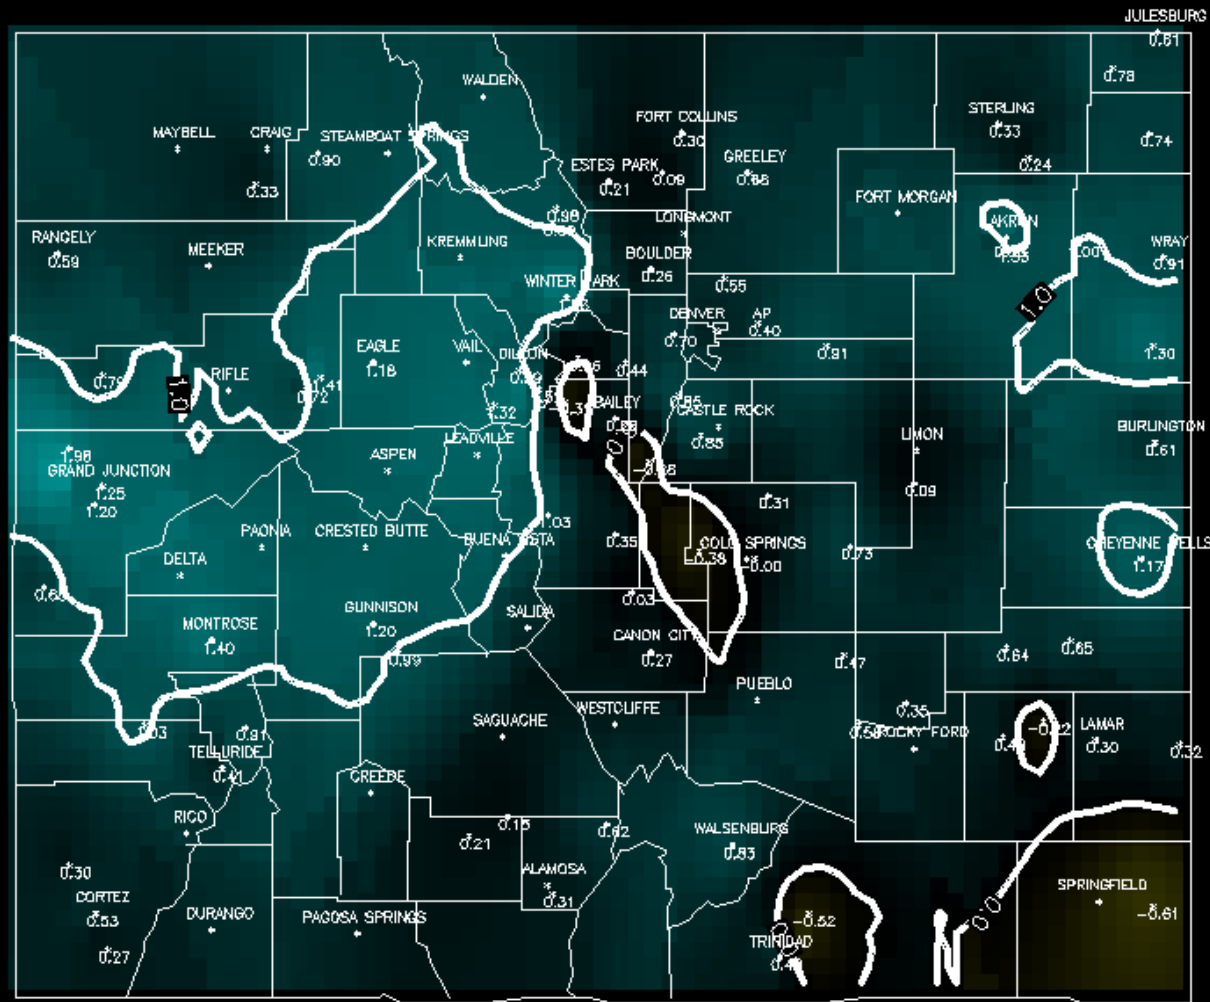 JULESBURG
0.61
0.78
WALDEN
STERLING
0.33
FORT COLLINS
0.30
MAYBELL
CRAIG
STEAMBOAT SPRINGS
0.90
0.74
ESTES PARK
0.21
0.09
GREELEY
0.24
0.33
FORT MORGAN
0.98
LONGMONT
AKRON
RANGELY
0.59
MEEKER
KREMMLING
BOULDER
0.26
WRAY
0.91
WINTER PARK
0.55
1.0
DENVER
AP
0.40
0.70
EAGLE
1.18
VAIL
DILLON
0.91
1.30
0.44
RIFLE
1.0
0.72
BAILEY
CASTLE ROCK
0.85
LIMON
BURLINGTON
0.61
LEADVILLE
1.98
GRAND JUNCTION
1.25
1.20
ASPEN
0.09
0.31
PAONIA
CRESTED BUTTE
1.03
BUENA VISTA
0.35
COLO SPRINGS
-0.38
-0.00
0.73
CHEYENNE WELLS
1.17
DELTA
0.03
GUNNISON
1.20
SALIDA
MONTROSE
1.40
CANON CITY
0.27
0.99
0.47
0.64
0.65
PUEBLO
WESTCLIFFE
0.35
SAGUACHE
ROCKY FORD
-0.22
LAMAR
0.30
0.32
0.91
TELLURIDE
0.41
CREEDE
RICO
0.15
0.21
0.62
WALSENBURG
0.83
0.30
ALAMOSA
0.31
SPRINGFIELD
-0.61
CORTEZ
0.53
DURANGO
PAGOSA SPRINGS
-0.52
0.0
TRINIDAD
0.27